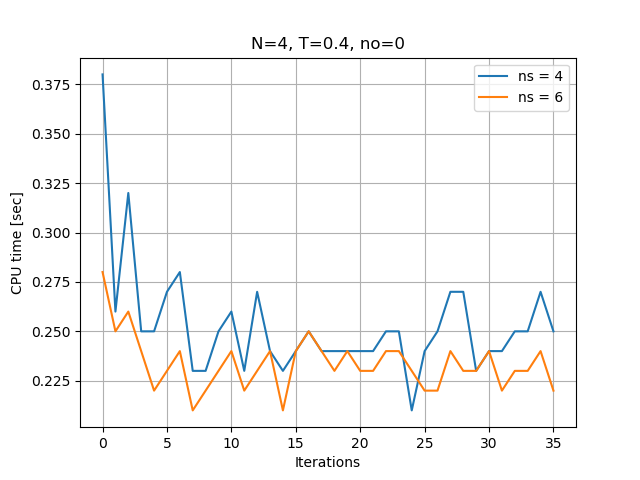 N=4, T=0.4, no=0
ns = 4
ns = 6
CPU time [sec]
0.375
0.350
0.325
0.300
0.275
0.250
0.225
0 5 10 15 20 25 30 35
Iterations